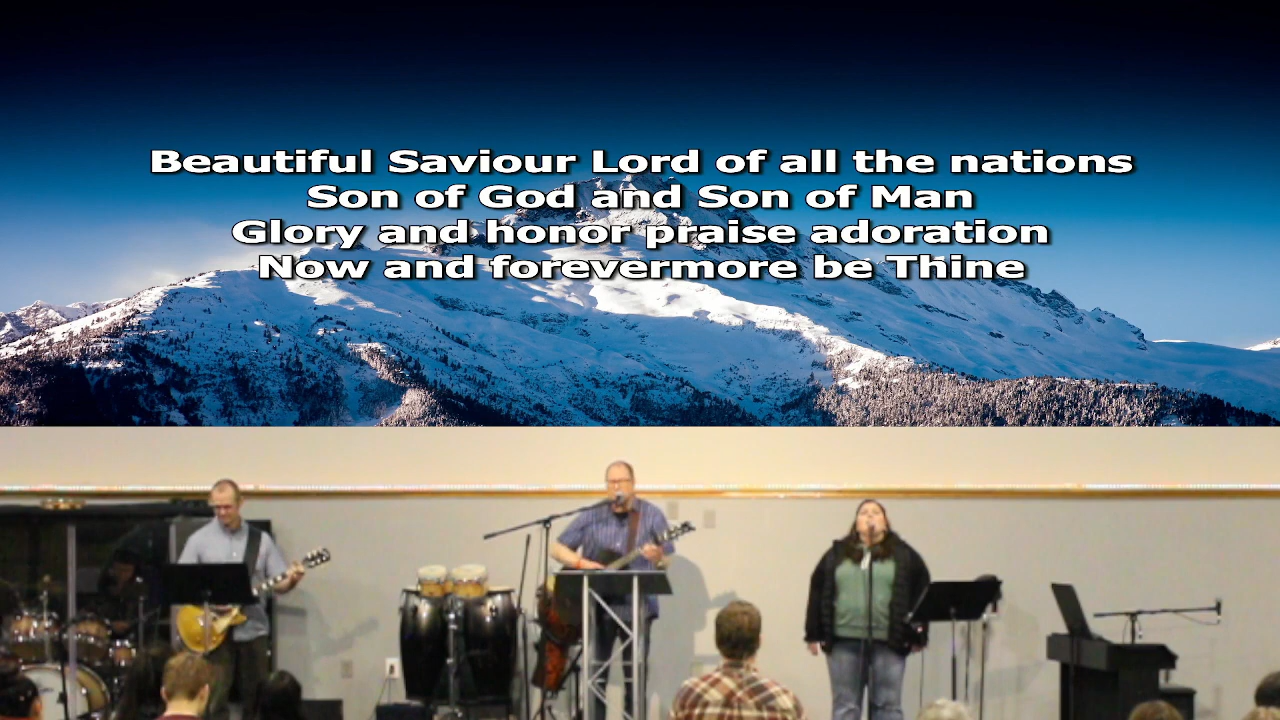 Beautiful Saviour Lord of all the nations
Son of God and Son of Man
Glory and honor praise adoration
Now and forevermore be Thine